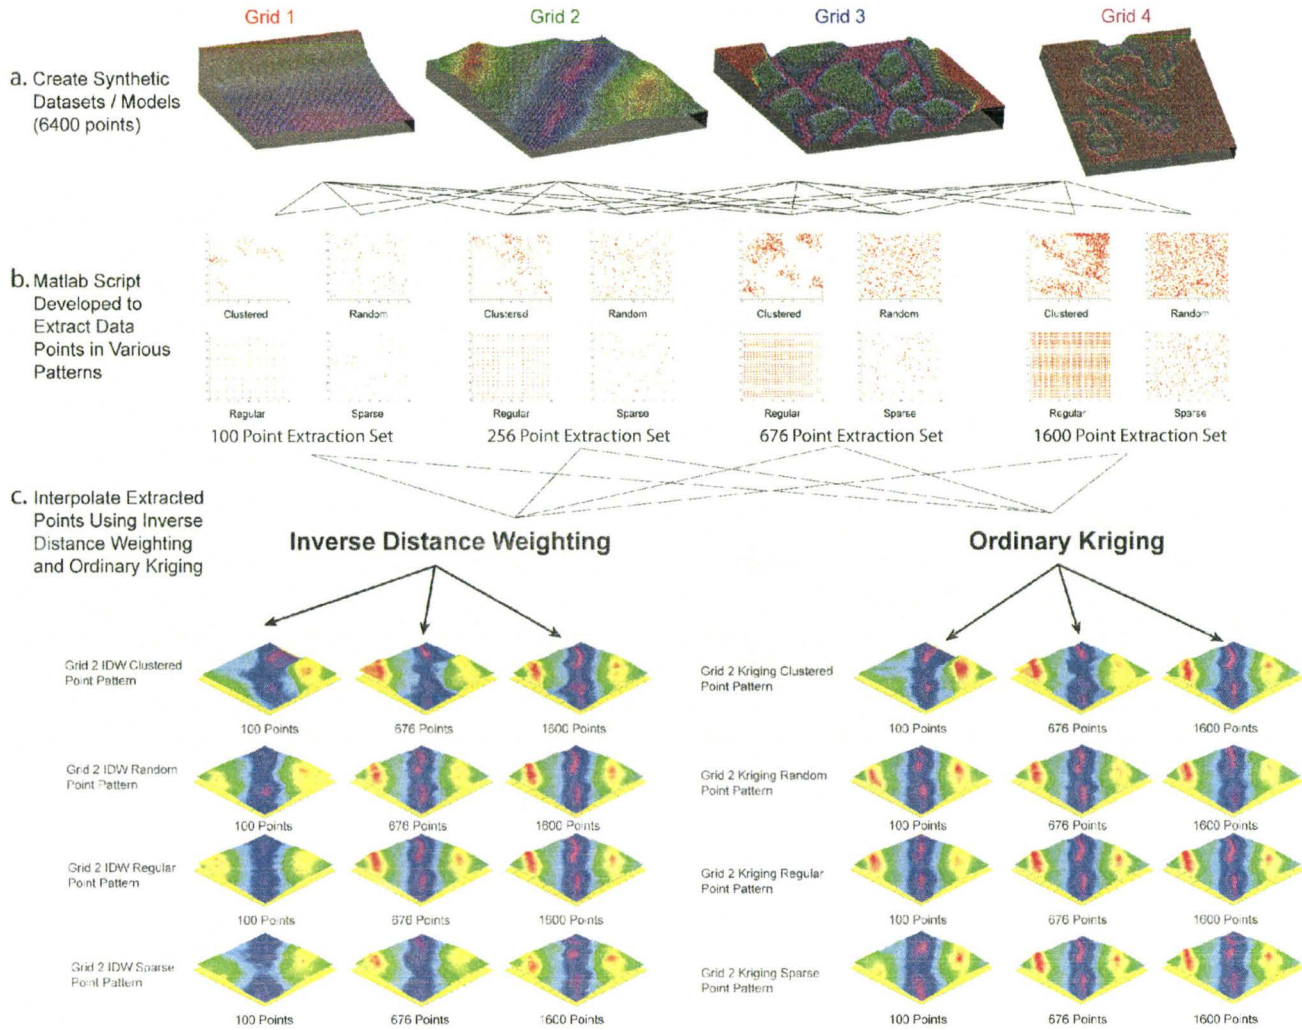 Grid 1 Grid 2 Grid 3 Grid 4
a. Create Synthetic
Datasets / Models
(6400 points)
b. Matlab Script
Developed to
Extract Data
Points in Various
Patterns
Clustered Random Clustered Random Clustered Random Clustered Random
Regular Sparse Regular Sparse Regular Sparse Regular Sparse
100 Point Extraction Set 256 Point Extraction Set 676 Point Extraction Set 1600 Point Extraction Set
c. Interpolate Extracted
Points Using Inverse
Distance Weighting
and Ordinary Kriging
Inverse Distance Weighting Ordinary Kriging
Grid 2 IDW Clustered
Point Pattern
Grid 2 Kriging Clustered
Point Pattern
100 Points 676 Points 1600 Points 100 Points 676 Points 1600 Points
Grid 2 IDW Random
Point Pattern
Grid 2 Kriging Random
Point Pattern
100 Points 676 Points 1600 Points 100 Points 676 Points 1600 Points
Grid 2 IDW Regular
Point Pattern
Grid 2 Kriging Regular
Point Pattern
100 Points 676 Points 1600 Points 100 Points 676 Points 1600 Points
Grid 2 IDW Sparse
Point Pattern
Grid 2 Kriging Sparse
Point Pattern
100 Points 676 Points 1600 Points 100 Points 676 Points 1600 Points